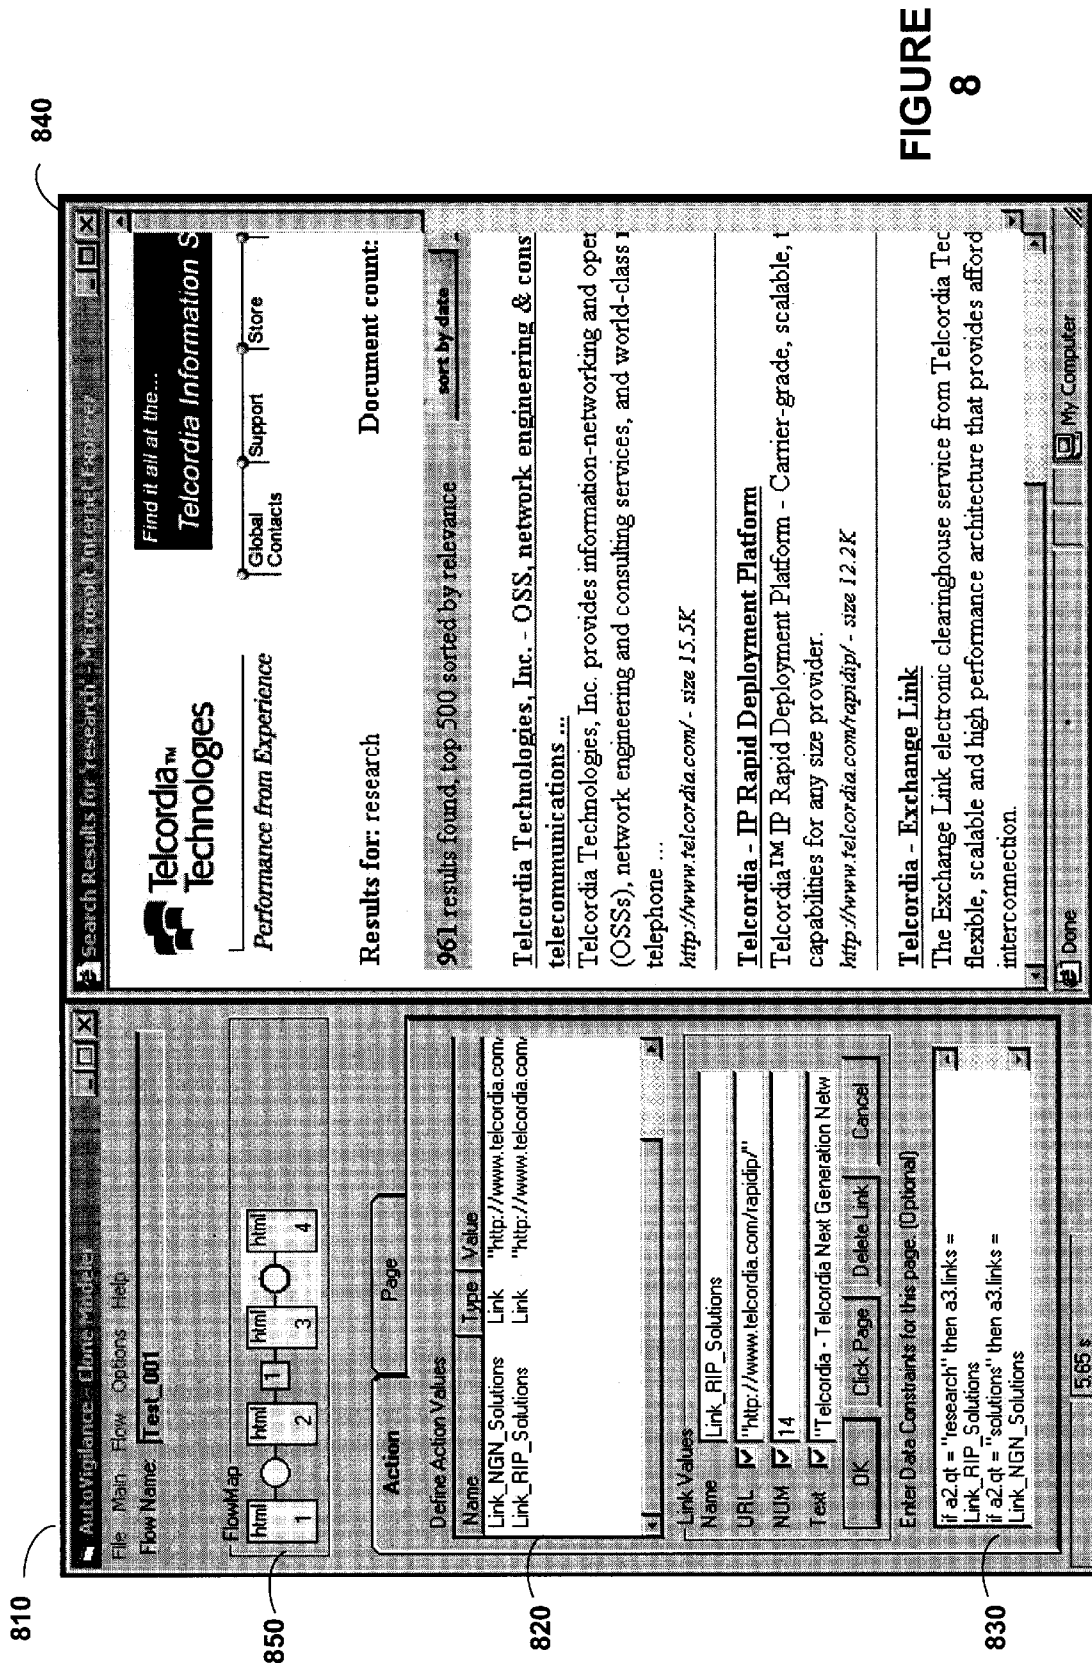 810
AutoVigilance: Clone Modeler
File Main Flow Options Help
Flow Name: Test_001
FlowMap
html
1
html
2
1
html
3
html
4
850
Action
Page
Define Action Values
Name Type Value
Link_NGN_Solutions Link "http://www.telcordia.com/
Link_RIP_Solutions Link "http://www.telcordia.com/
820
Link Values
Name Link_RIP_Solutions
URL "http://www.telcordia.com/rapidip/"
NUM 14
Text "Telcordia - Telcordia Next Generation Netw
OK Click Page Delete Link Cancel
Enter Data Constraints for this page. (Optional)
if a2.qt = "research" then a3.links =
Link_RIP_Solutions
if a2.qt = "solutions" then a3.links =
Link_NGN_Solutions
830
5.65 s
840
Search Results for research - Microsoft Internet Explorer
Telcordia™
Technologes
Performance from Experience
Find it all at the...
Telcordia Information S
Global
Contacts
Support
Store
Results for: research Document count:
961 results found, top 500 sorted by relevance sort by date
Telcordia Technologies, Inc. - OSS, network engineering & cons
telecommunications ...
Telcordia Technologies, Inc. provides information-networking and oper
(OSSs), network engineering and consulting services, and world-class r
telephone ...
http://www.telcordia.com/ - size 15.5K
Telcordia - IP Rapid Deployment Platform
Telcordia™ IP Rapid Deployment Platform - Carrier-grade, scalable, t
capabilities for any size provider.
http://www.telcordia.com/rapidip/ - size 12.2K
Telcordia - Exchange Link
The Exchange Link electronic clearinghouse service from Telcordia Tec
flexible, scalable and high performance architecture that provides afford
interconnection.
Done My Computer
FIGURE
8